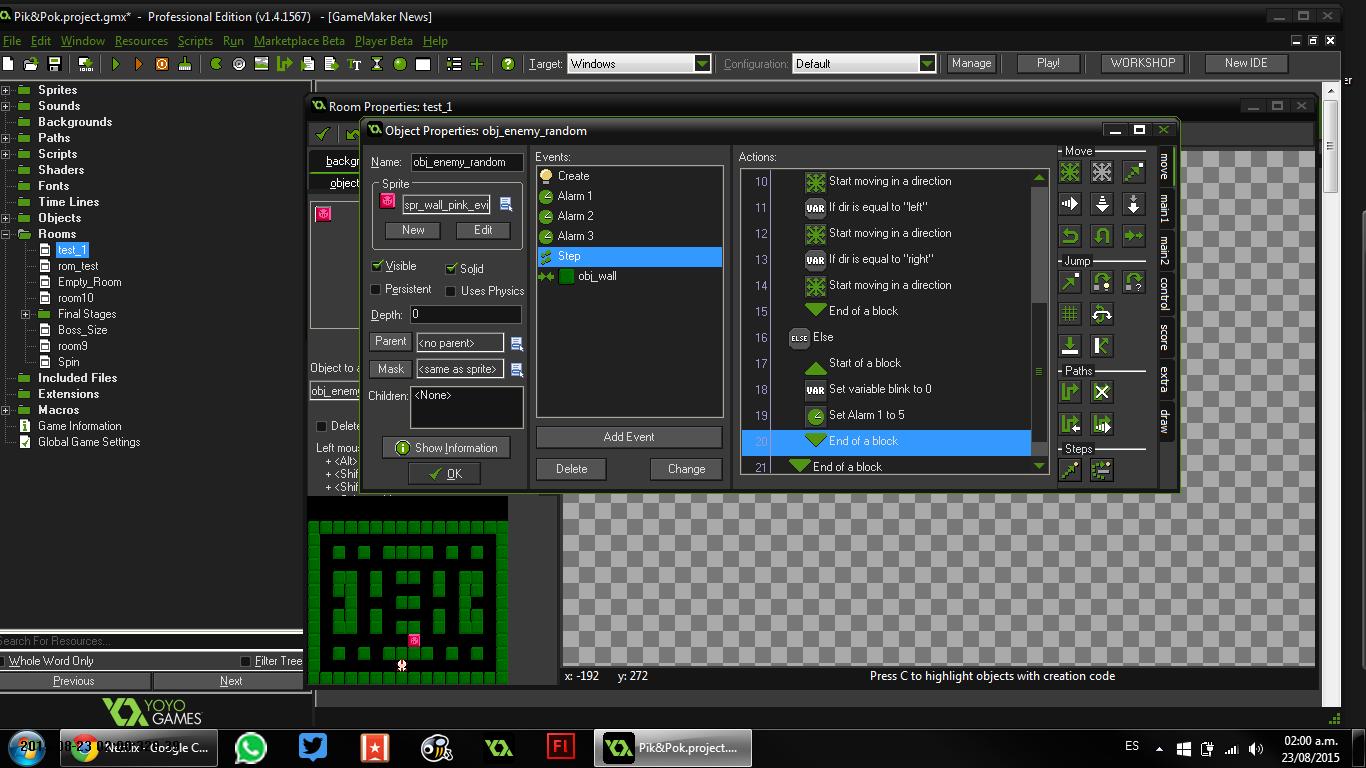 Pik&Pok.project.gmx* - Professional Edition (v1.4.1567) - [GameMaker News]
File Edit Window Resources Scripts Run Marketplace Beta Player Beta Help
Target: Windows Configuration: Default Manage Play! WORKSHOP New IDE
Sprites
Sounds
Backgrounds
Paths
Scripts
Shaders
Fonts
Time Lines
Objects
Rooms
test_1
rom_test
Empty_Room
room10
Final Stages
Boss_Size
room9
Spin
Included Files
Extensions
Macros
Game Information
Global Game Settings
Search For Resources...
Whole Word Only Filter Tree
Previous Next
YOYO
GAMES
Room Properties: test_1
backgr
object
Object to a
obj_enemy
Delete
Left mous
+ <Alt>
+ <Shif
+ <Shif
Object Properties: obj_enemy_random
Name: obj_enemy_random
Sprite
spr_wall_pink_evi
New Edit
Visible Solid
Persistent Uses Physics
Depth: 0
Parent <no parent>
Mask <same as sprite>
Children: <None>
Show Information
OK
Events:
Create
Alarm 1
Alarm 2
Alarm 3
Step
obj_wall
Add Event
Delete Change
Actions:
10 Start moving in a direction
11 VAR If dir is equal to "left"
12 Start moving in a direction
13 VAR If dir is equal to "right"
14 Start moving in a direction
15 End of a block
16 ELSE Else
17 Start of a block
18 VAR Set variable blink to 0
19 Set Alarm 1 to 5
20 End of a block
21 End of a block
Move
Jump
Paths
Steps
move
main1
main2
control
score
extra
draw
x: -192 y: 272 Press C to highlight objects with creation code
Google C...
Fl
Pik&Pok.project....
ES
02:00 a.m.
23/08/2015